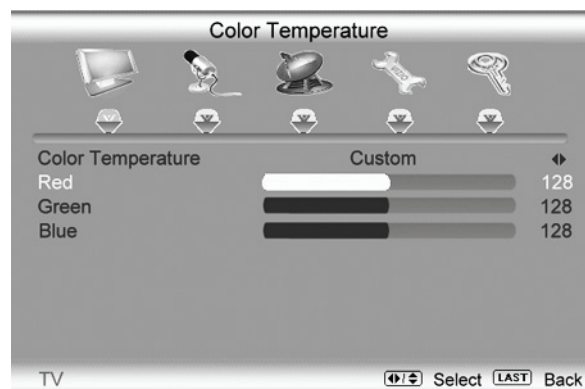 Color Temperature
Color Temperature Custom
Red 128
Green 128
Blue 128
TV Select LAST Back